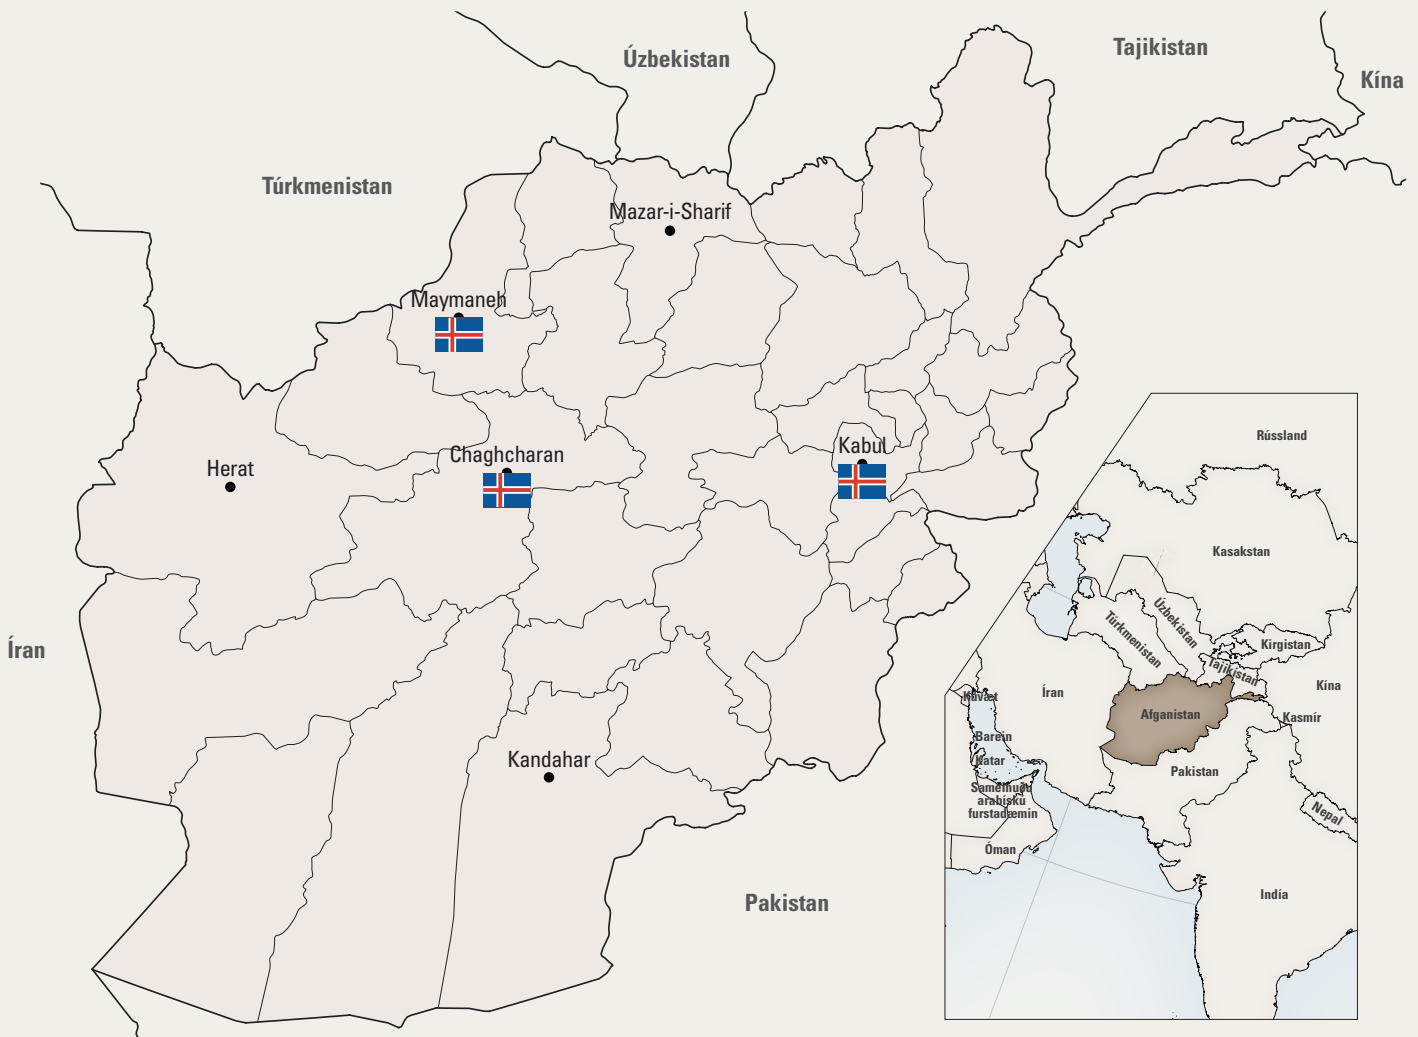 Úzbekistan
Tajikistan
Kína
Túrkmenistan
Mazar-i-Sharif
Maymaneh
Herat
Chaghcharan
Kabul
Íran
Kandahar
Pakistan
Rússland
Kasakstan
Úzbekistan
Túrkmenistan
Kirgistan
Tajikistan
Íran
Kína
Kúvæt
Afganistan
Kasmír
Barein
Katar
Pakistan
Sameinuðu
arabísku
furstadæmin
Nepal
Óman
Indía